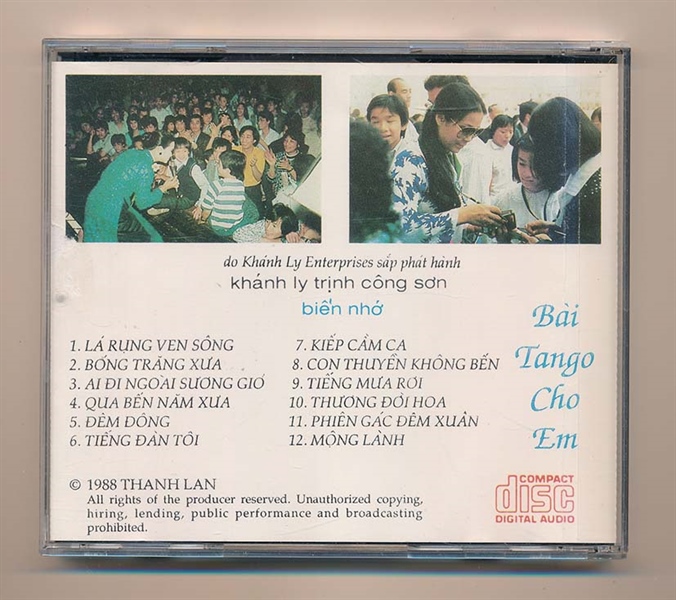 do Khánh Ly Enterprises sắp phát hành
khánh ly trịnh công sơn
biển nhớ
1. LÁ RỤNG VEN SÔNG
2. BÓNG TRĂNG XƯA
3. AI ĐI NGOÀI SƯƠNG GIÓ
4. QUA BẾN NĂM XƯA
5. ĐÊM ĐÔNG
6. TIẾNG ĐÀN TÔI
7. KIẾP CẦM CA
8. CON THUYỀN KHÔNG BẾN
9. TIẾNG MƯA RƠI
10. THƯƠNG ĐỜI HOA
11. PHIÊN GÁC ĐÊM XUÂN
12. MỘNG LÀNH
Bài
Tango
Cho
Em
© 1988 THANH LAN
All rights of the producer reserved. Unauthorized copying,
hiring, lending, public performance and broadcasting
prohibited.
COMPACT
disc
DIGITAL AUDIO